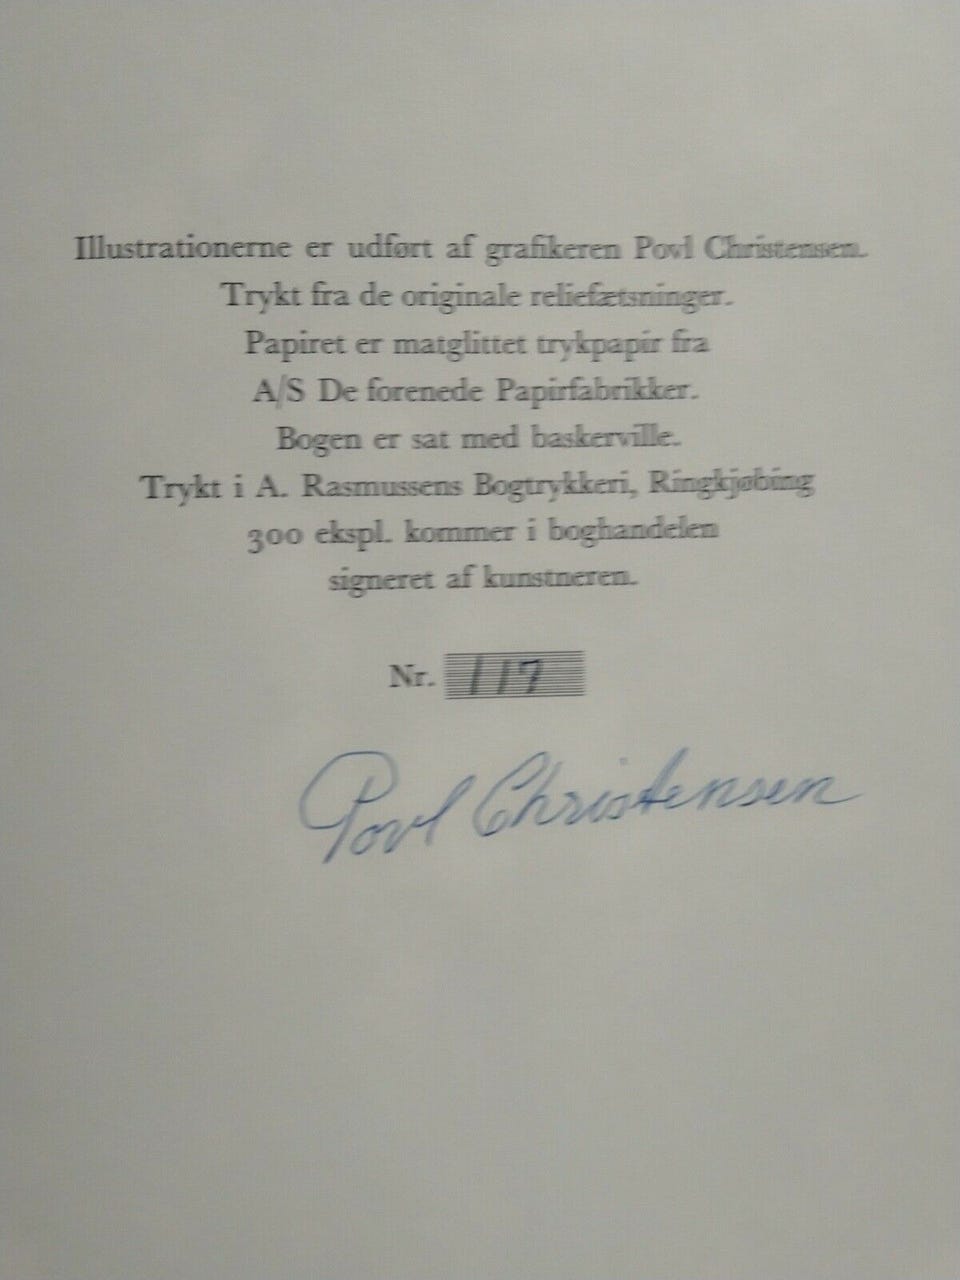 Illustrationerne er udført af grafikeren Povl Christensen.
Trykt fra de originale reliefætsninger.
Papiret er matglittet trykpapir fra
A/S De forenede Papirfabrikker.
Bogen er sat med baskerville.
Trykt i A. Rasmussens Bogtrykkeri, Ringkjøbing
300 ekspl. kommer i boghandelen
signeret af kunstneren.
Nr. 117
Povl Christensen